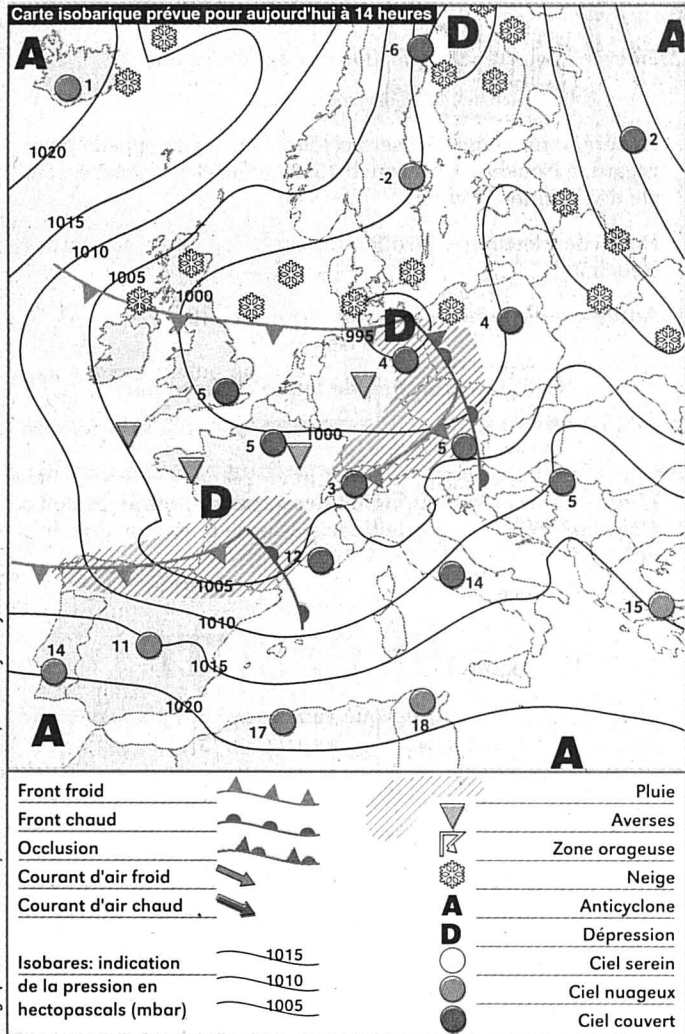 Carte isobarique prévue pour aujourd'hui à 14 heures
A
D
A
-6
1
2
1020
-2
1015
1010
1005
1000
995
D
4
4
5
5
1000
5
3
D
5
12
1005
14
15
1010
14
11
1015
1020
18
17
A
A
Front froid
Front chaud
Occlusion
Courant d'air froid
Courant d'air chaud
Isobares: indication
de la pression en
hectopascals (mbar)
1015
1010
1005
Pluie
Averses
Zone orageuse
Neige
A
Anticyclone
D
Dépression
Ciel serein
Ciel nuageux
Ciel couvert